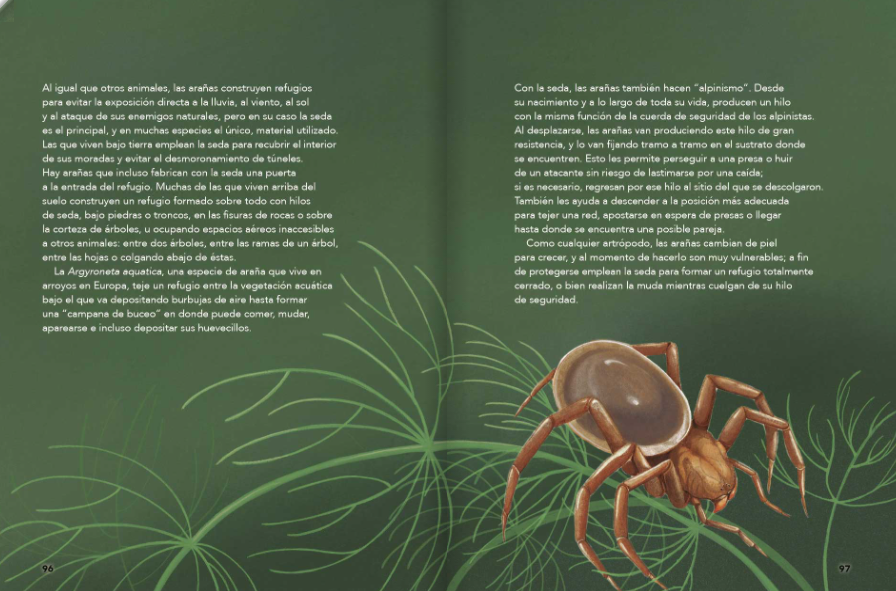 Al igual que otros animales, las arañas construyen refugios
para evitar la exposición directa a la lluvia, al viento, al sol
y al ataque de sus enemigos naturales, pero en su caso la seda
es el principal, y en muchas especies el único, material utilizado.
Las que viven bajo tierra emplean la seda para recubrir el interior
de sus moradas y evitar el desmoronamiento de túneles.
Hay arañas que incluso fabrican con la seda una puerta
a la entrada del refugio. Muchas de las que viven arriba del
suelo construyen un refugio formado sobre todo con hilos
de seda, bajo piedras o troncos, en las fisuras de rocas o sobre
la corteza de árboles, u ocupando espacios aéreos inaccesibles
a otros animales: entre dos árboles, entre las ramas de un árbol,
entre las hojas o colgando abajo de éstas.
La Argyroneta aquatica, una especie de araña que vive en
arroyos en Europa, teje un refugio entre la vegetación acuática
bajo el que va depositando burbujas de aire hasta formar
una “campana de buceo” en donde puede comer, mudar,
aparearse e incluso depositar sus huevecillos.
96
Con la seda, las arañas también hacen “alpinismo”. Desde
su nacimiento y a lo largo de toda su vida, producen un hilo
con la misma función de la cuerda de seguridad de los alpinistas.
Al desplazarse, las arañas van produciendo este hilo de gran
resistencia, y lo van fijando tramo a tramo en el sustrato donde
se encuentren. Esto les permite perseguir a una presa o huir
de un atacante sin riesgo de lastimarse por una caída;
si es necesario, regresan por ese hilo al sitio del que se descolgaron.
También les ayuda a descender a la posición más adecuada
para tejer una red, apostarse en espera de presas o llegar
hasta donde se encuentra una posible pareja.
Como cualquier artrópodo, las arañas cambian de piel
para crecer, y al momento de hacerlo son muy vulnerables; a fin
de protegerse emplean la seda para formar un refugio totalmente
cerrado, o bien realizan la muda mientras cuelgan de su hilo
de seguridad.
97